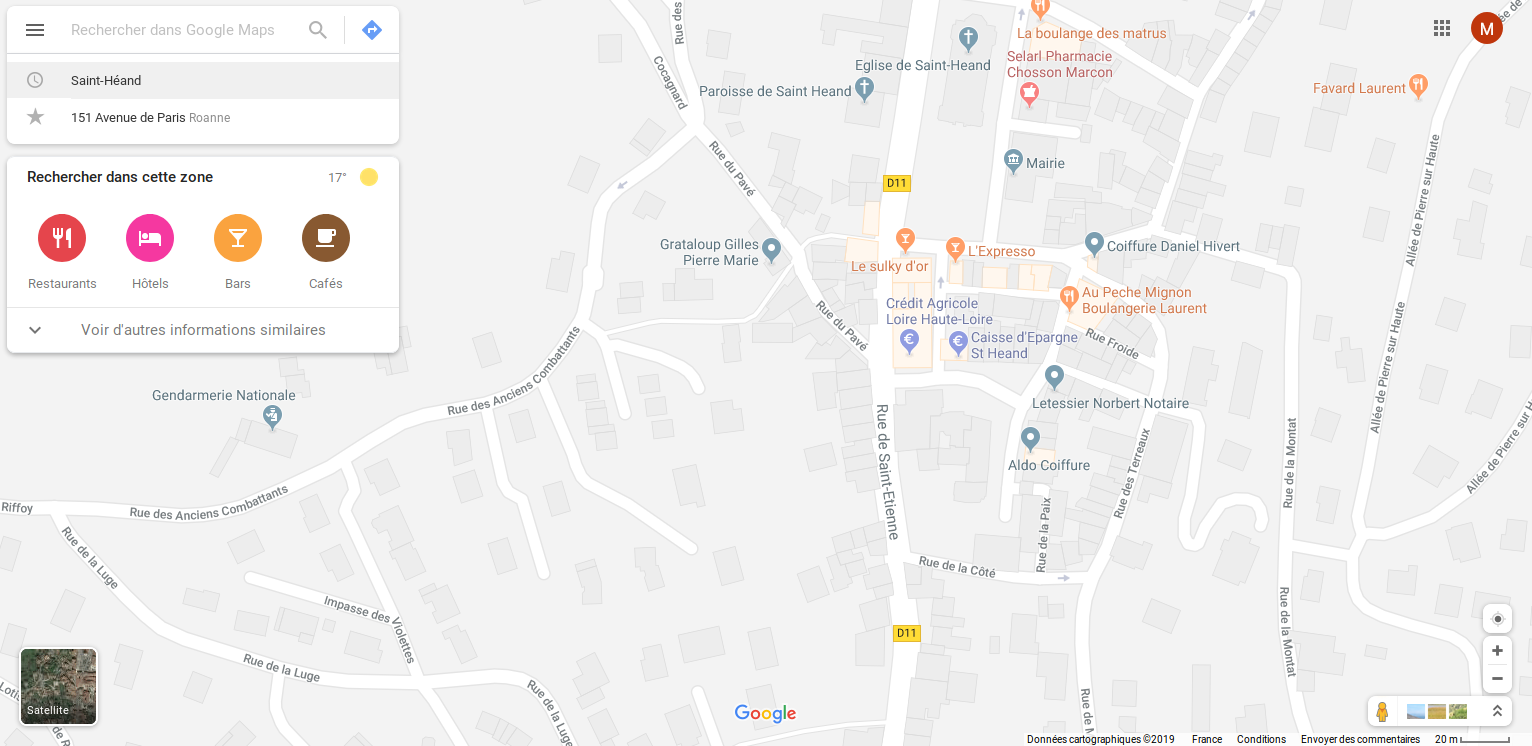 Rechercher dans Google Maps
Saint-Héand
151 Avenue de Paris Roanne
Rechercher dans cette zone
17°
Restaurants
Hôtels
Bars
Cafés
Voir d'autres informations similaires
M
Rue des
Cocagnard
La boulange des matrus
Eglise de Saint-Heand
Selarl Pharmacie
Chosson Marcon
Paroisse de Saint Heand
Favard Laurent
Rue du Pavé
Mairie
D11
Allée de Pierre sur Haute
Grataloup Gilles
Pierre Marie
Le sulky d'or
L'Expresso
Coiffure Daniel Hivert
Crédit Agricole
Loire Haute-Loire
Au Peche Mignon
Boulangerie Laurent
Rue du Pavé
Caisse d'Epargne
St Heand
Rue Froide
Allée de Pierre sur Haute
Rue des Anciens Combattants
Gendarmerie Nationale
Letessier Norbert Notaire
Rue de Saint-Etienne
Aldo Coiffure
Rue des Terreaux
Rue de la Montat
Allée de Pierre sur H
Riffoy
Rue des Anciens Combattants
Rue de la Luge
Rue de la Paix
Rue de la Côté
Impasse des Violettes
D11
Rue de la Montat
Rue de la Luge
Rue de la Luge
Rue de M
Satellite
Google
Données cartographiques ©2019
France
Conditions
Envoyer des commentaires
20 m